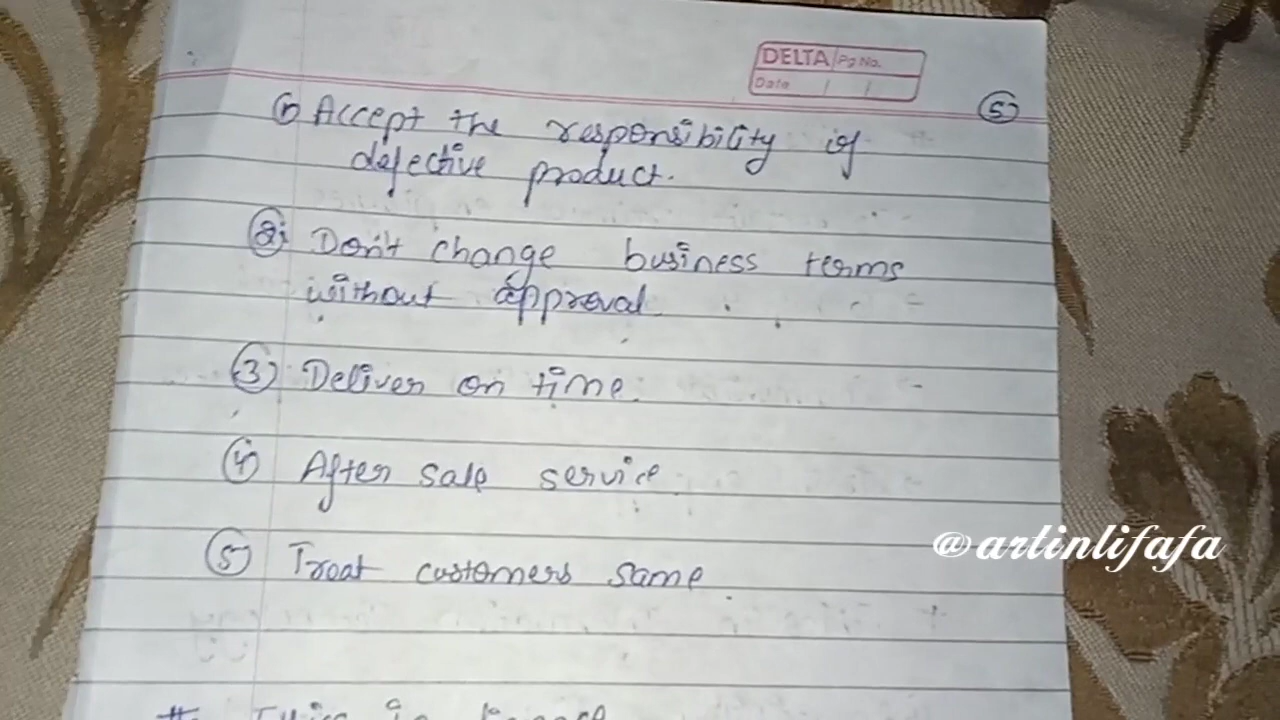 DELTA Pg No.
Date / /
(5)
(1) Accept the responsibility of
defective product.
(2) Don't change business terms
without approval.
(3) Deliver on time.
(4) After sale service.
(5) Treat customers same.
@artinlifafa
#